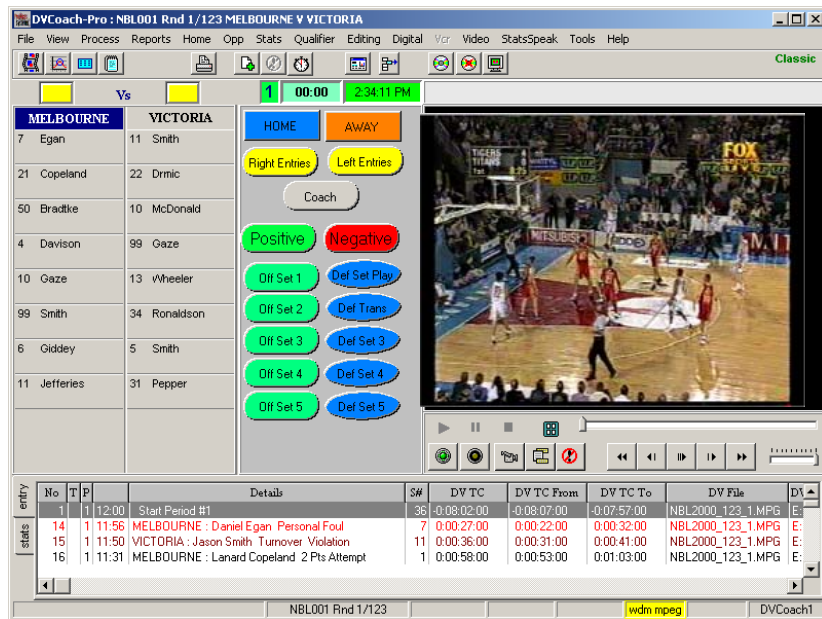 DVCoach-Pro : NBL001 Rnd 1/123 MELBOURNE V VICTORIA
File View Process Reports Home Opp Stats Qualifier Editing Digital Vcr Video StatsSpeak Tools Help
Classic
Vs
1 00:00 2:34:11 PM
MELBOURNE VICTORIA
7 Egan 11 Smith
21 Copeland 22 Drmic
50 Bradtke 10 McDonald
4 Davison 99 Gaze
10 Gaze 13 Wheeler
99 Smith 34 Ronaldson
6 Giddey 5 Smith
11 Jefferies 31 Pepper
HOME AWAY
Right Entries Left Entries
Coach
Positive Negative
Off Set 1 Def Set Play
Off Set 2 Def Trans
Off Set 3 Def Set 3
Off Set 4 Def Set 4
Off Set 5 Def Set 5
TIGERS 4
TITANS 0
1st
FOX
MITSUBISHI
entry
stats
No T P Details S# DV TC DV TC From DV TC To DV File DV
1 1 12:00 Start Period #1 36 -0:08:02:00 -0:08:07:00 -0:07:57:00 NBL2000_123_1.MPG E:
14 1 11:56 MELBOURNE : Daniel Egan Personal Foul 7 0:00:27:00 0:00:22:00 0:00:32:00 NBL2000_123_1.MPG E:
15 1 11:50 VICTORIA : Jason Smith Turnover Violation 11 0:00:36:00 0:00:31:00 0:00:41:00 NBL2000_123_1.MPG E:
16 1 11:31 MELBOURNE : Lanard Copeland 2 Pts Attempt 1 0:00:58:00 0:00:53:00 0:01:03:00 NBL2000_123_1.MPG E:
NBL001 Rnd 1/123 wdm mpeg DVCoach1